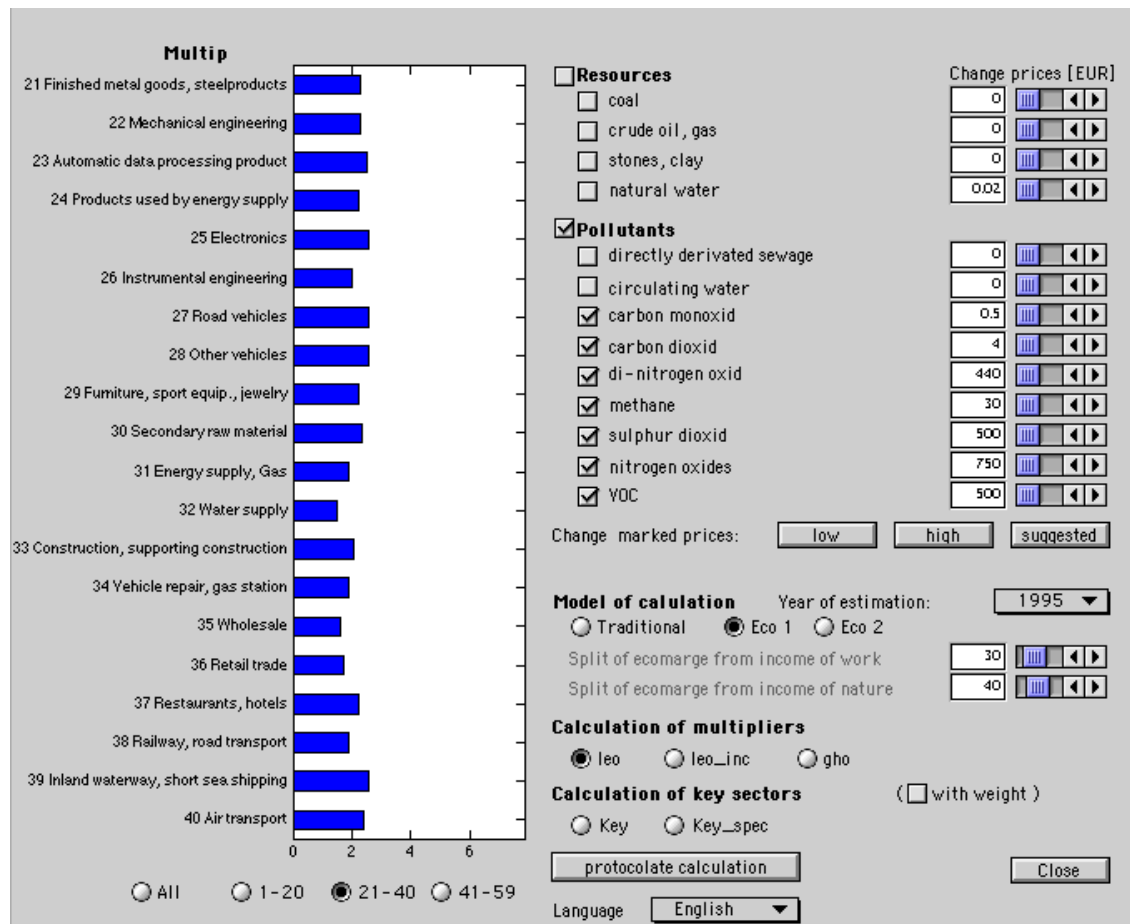 Multip
21 Finished metal goods, steelproducts
22 Mechanical engineering
23 Automatic data processing product
24 Products used by energy supply
25 Electronics
26 Instrumental engineering
27 Road vehicles
28 Other vehicles
29 Furniture, sport equip., jewelry
30 Secondary raw material
31 Energy supply, Gas
32 Water supply
33 Construction, supporting construction
34 Vehicle repair, gas station
35 Wholesale
36 Retail trade
37 Restaurants, hotels
38 Railway, road transport
39 Inland waterway, short sea shipping
40 Air transport
0 2 4 6
All 1-20 21-40 41-59
Resources Change prices [EUR]
coal 0
crude oil, gas 0
stones, clay 0
natural water 0.02
Pollutants
directly derivated sewage 0
circulating water 0
carbon monoxid 0.5
carbon dioxid 4
di-nitrogen oxid 440
methane 30
sulphur dioxid 500
nitrogen oxides 750
VOC 500
Change marked prices: low high suggested
Model of calulation Year of estimation: 1995
Traditional Eco 1 Eco 2
Split of ecomarge from income of work 30
Split of ecomarge from income of nature 40
Calculation of multipliers
leo leo_inc gho
Calculation of key sectors ( with weight )
Key Key_spec
protocolate calculation Close
Language English